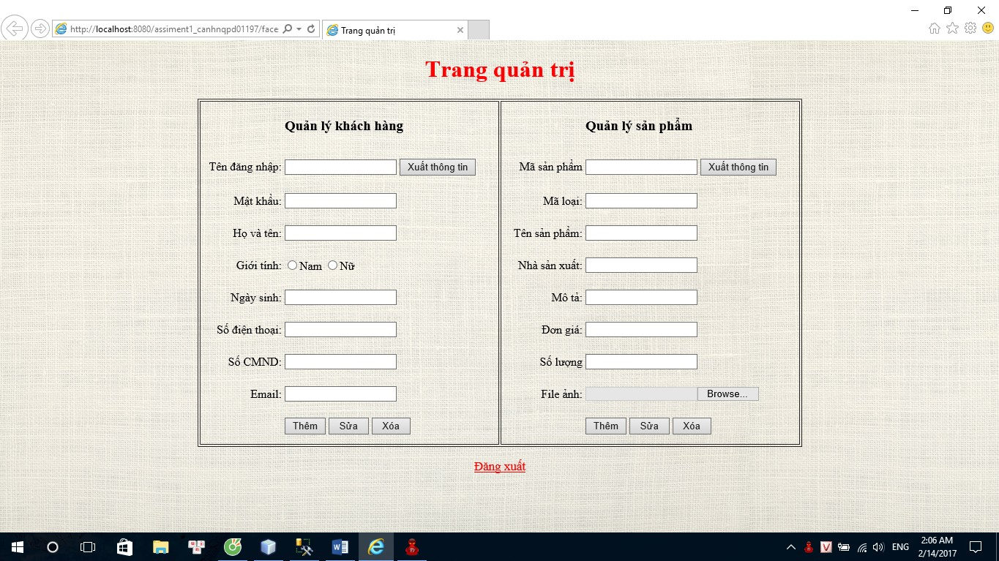 http://localhost:8080/assiment1_canhnqpd01197/face
Trang quản trị
Trang quản trị
Quản lý khách hàng
Tên đăng nhập: Xuất thông tin
Mật khẩu:
Họ và tên:
Giới tính: Nam Nữ
Ngày sinh:
Số điện thoại:
Số CMND:
Email:
Thêm Sửa Xóa
Quản lý sản phẩm
Mã sản phẩm Xuất thông tin
Mã loại:
Tên sản phẩm:
Nhà sản xuất:
Mô tả:
Đơn giá:
Số lượng
File ảnh: Browse...
Thêm Sửa Xóa
Đăng xuất
ENG
2:06 AM
2/14/2017